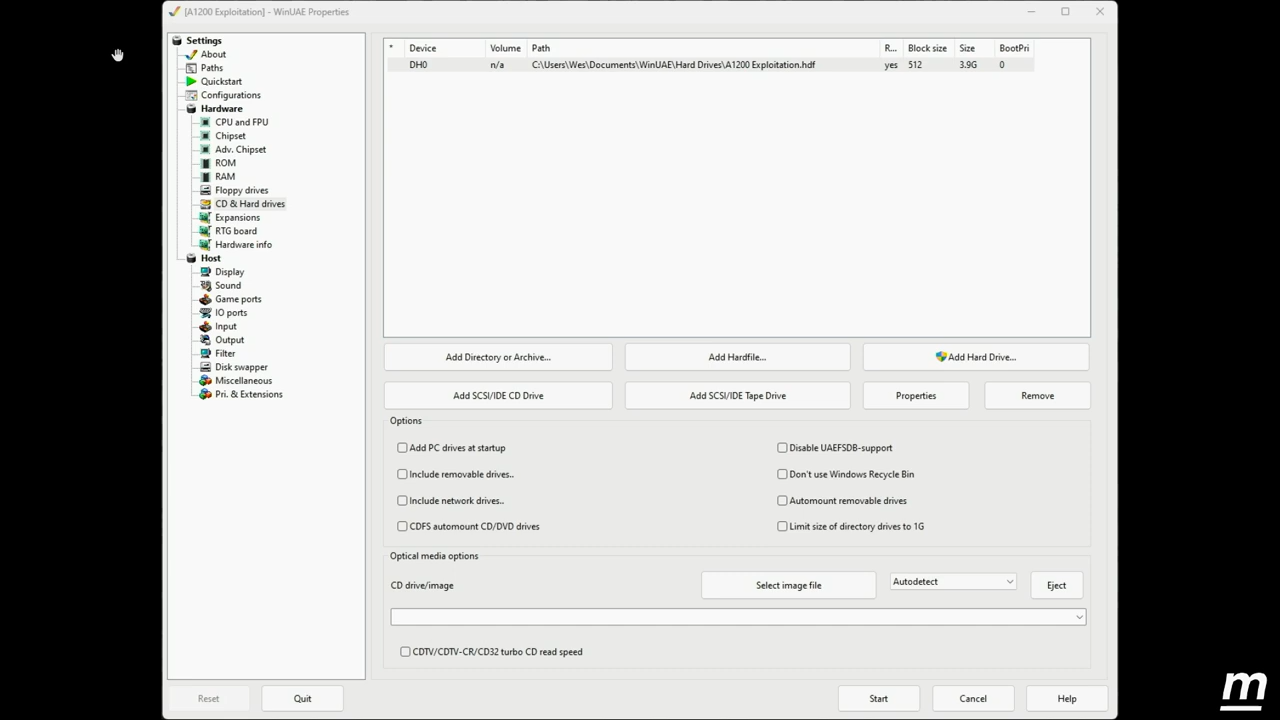 [A1200 Exploitation] - WinUAE Properties
Settings
About
Paths
Quickstart
Configurations
Hardware
CPU and FPU
Chipset
Adv. Chipset
ROM
RAM
Floppy drives
CD & Hard drives
Expansions
RTG board
Hardware info
Host
Display
Sound
Game ports
IO ports
Input
Output
Filter
Disk swapper
Miscellaneous
Pri. & Extensions
* Device Volume Path R... Block size Size BootPri
DH0 n/a C:\Users\Wes\Documents\WinUAE\Hard Drives\A1200 Exploitation.hdf yes 512 3.9G 0
Add Directory or Archive... Add Hardfile... Add Hard Drive...
Add SCSI/IDE CD Drive Add SCSI/IDE Tape Drive Properties Remove
Options
Add PC drives at startup Disable UAEFSDB-support
Include removable drives.. Don't use Windows Recycle Bin
Include network drives.. Automount removable drives
CDFS automount CD/DVD drives Limit size of directory drives to 1G
Optical media options
CD drive/image Select image file Autodetect Eject
CDTV/CDTV-CR/CD32 turbo CD read speed
Reset Quit Start Cancel Help
m